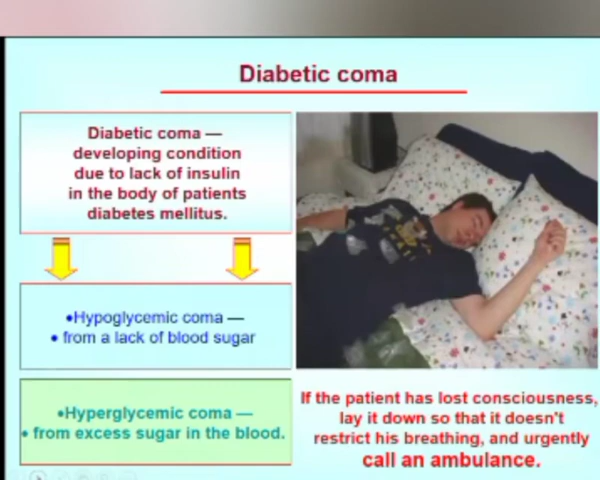 Diabetic coma
Diabetic coma —
developing condition
due to lack of insulin
in the body of patients
diabetes mellitus.
•Hypoglycemic coma —
• from a lack of blood sugar
•Hyperglycemic coma —
• from excess sugar in the blood.
If the patient has lost consciousness,
lay it down so that it doesn't
restrict his breathing, and urgently
call an ambulance.